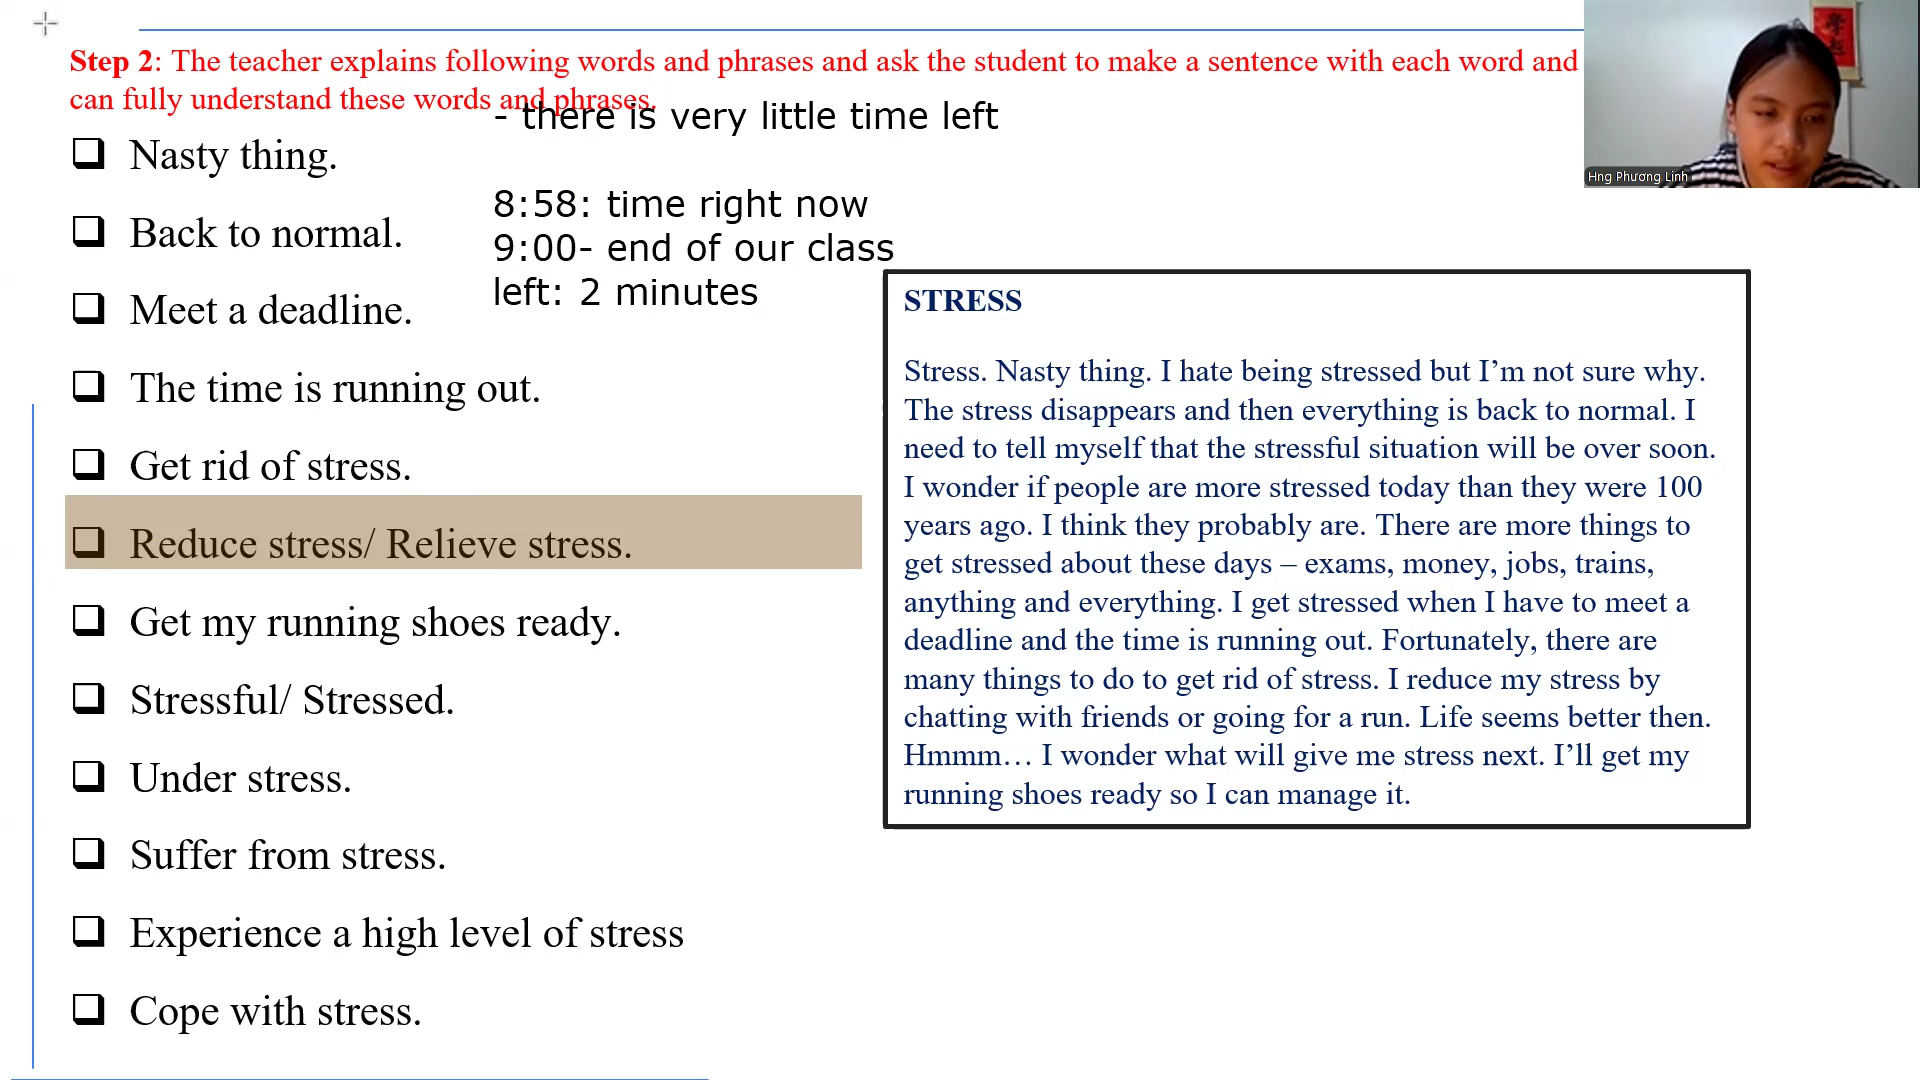 Step 2: The teacher explains following words and phrases and ask the student to make a sentence with each word and
can fully understand these words and phrases.
- there is very little time left
Nasty thing.
8:58: time right now
Back to normal.
9:00- end of our class
left: 2 minutes
Meet a deadline.
The time is running out.
Get rid of stress.
Reduce stress/ Relieve stress.
Get my running shoes ready.
Stressful/ Stressed.
Under stress.
Suffer from stress.
Experience a high level of stress
Cope with stress.
STRESS
Stress. Nasty thing. I hate being stressed but I’m not sure why.
The stress disappears and then everything is back to normal. I
need to tell myself that the stressful situation will be over soon.
I wonder if people are more stressed today than they were 100
years ago. I think they probably are. There are more things to
get stressed about these days – exams, money, jobs, trains,
anything and everything. I get stressed when I have to meet a
deadline and the time is running out. Fortunately, there are
many things to do to get rid of stress. I reduce my stress by
chatting with friends or going for a run. Life seems better then.
Hmmm… I wonder what will give me stress next. I’ll get my
running shoes ready so I can manage it.
Hng Phương Linh